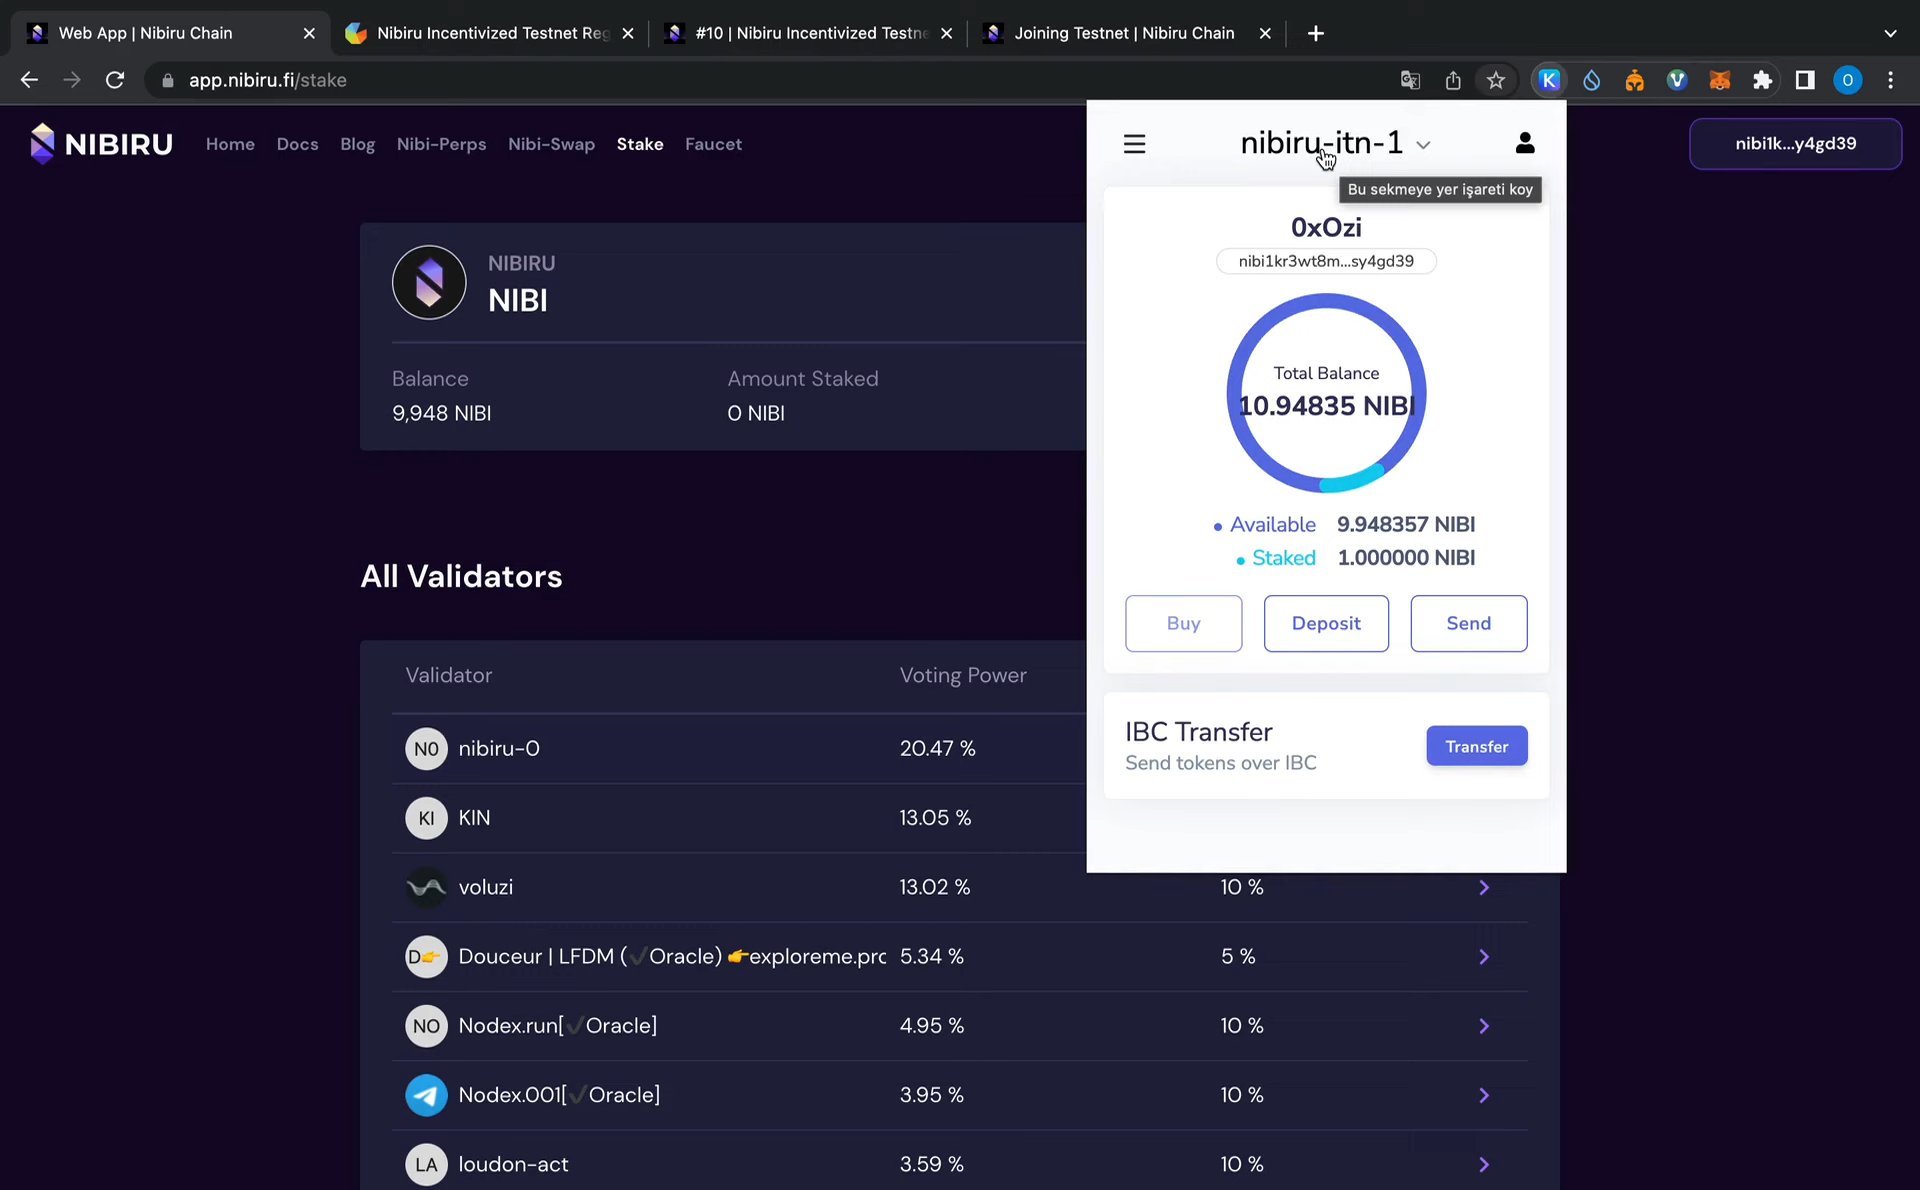 Web App | Nibiru Chain
Nibiru Incentivized Testnet Reg
#10 | Nibiru Incentivized Testne
Joining Testnet | Nibiru Chain
app.nibiru.fi/stake
K
O
NIBIRU
Home
Docs
Blog
Nibi-Perps
Nibi-Swap
Stake
Faucet
nibi1k...y4gd39
nibiru-itn-1
Bu sekmeye yer işareti koy
0xOzi
nibi1kr3wt8m...sy4gd39
NIBIRU
NIBI
Balance
Amount Staked
9,948 NIBI
0 NIBI
Total Balance
10.94835 NIBI
Available 9.948357 NIBI
Staked 1.000000 NIBI
Buy
Deposit
Send
IBC Transfer
Send tokens over IBC
Transfer
All Validators
Validator
Voting Power
N0 nibiru-0 20.47 %
KI KIN 13.05 %
voluzi 13.02 % 10 %
D👉 Douceur | LFDM (✔Oracle) 👉exploreme.pro 5.34 % 5 %
NO Nodex.run[✔Oracle] 4.95 % 10 %
Nodex.001[✔Oracle] 3.95 % 10 %
LA loudon-act 3.59 % 10 %